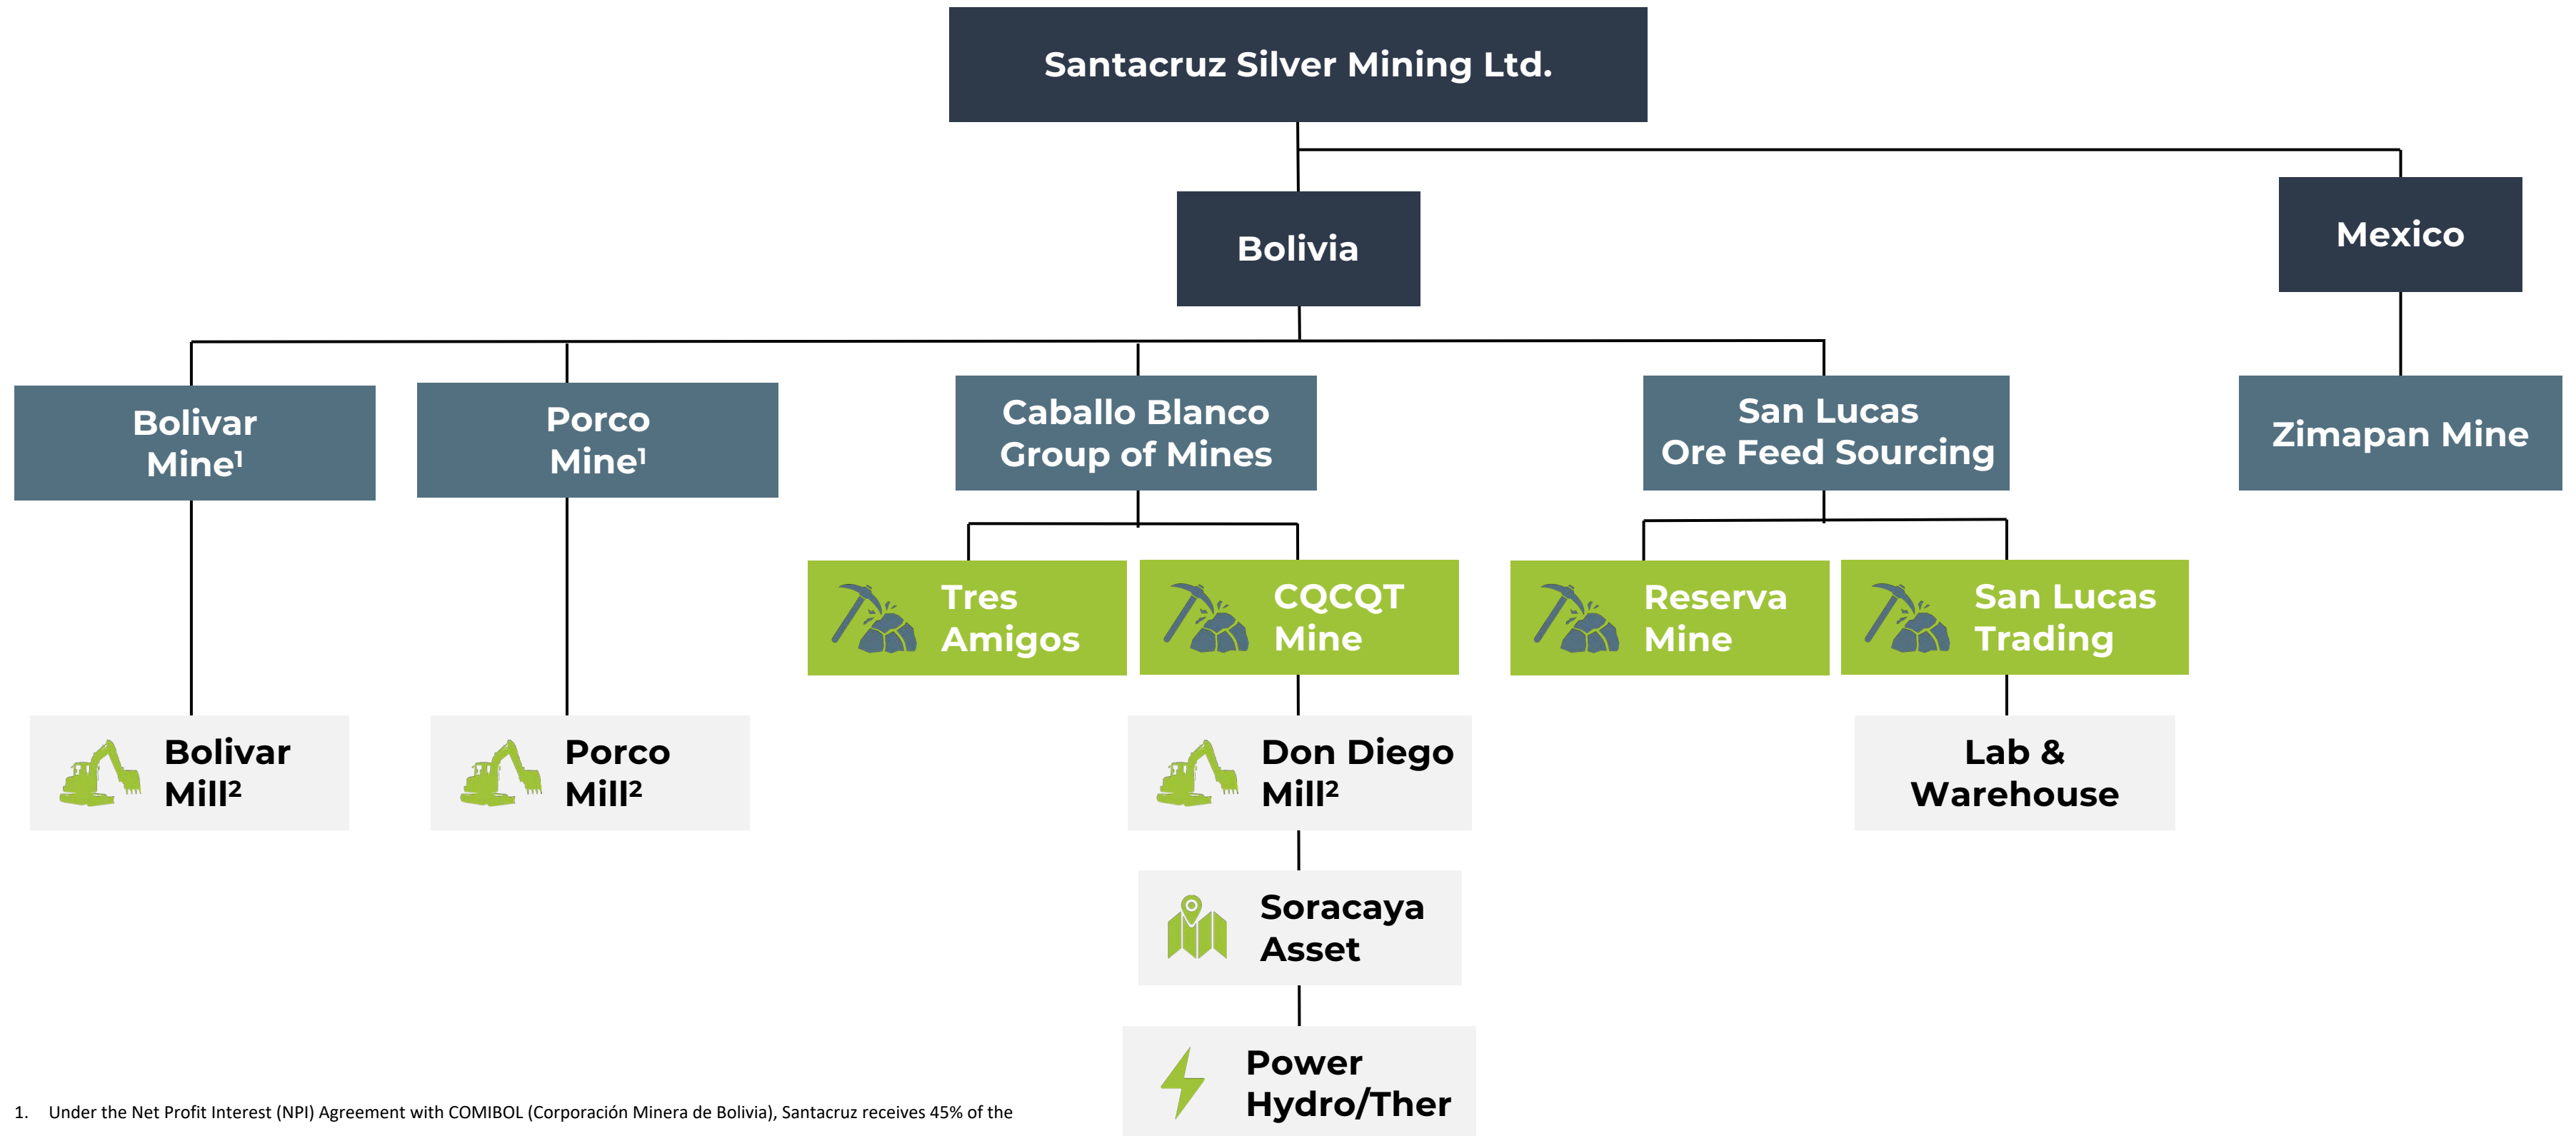 Santacruz Silver Mining Ltd.
Bolivia
Mexico
Bolivar
Mine¹
Porco
Mine¹
Caballo Blanco
Group of Mines
San Lucas
Ore Feed Sourcing
Zimapan Mine
Tres
Amigos
CQCQT
Mine
Reserva
Mine
San Lucas
Trading
Bolivar
Mill²
Porco
Mill²
Don Diego
Mill²
Lab &
Warehouse
Soracaya
Asset
Power
Hydro/Ther
1. Under the Net Profit Interest (NPI) Agreement with COMIBOL (Corporación Minera de Bolivia), Santacruz receives 45% of the